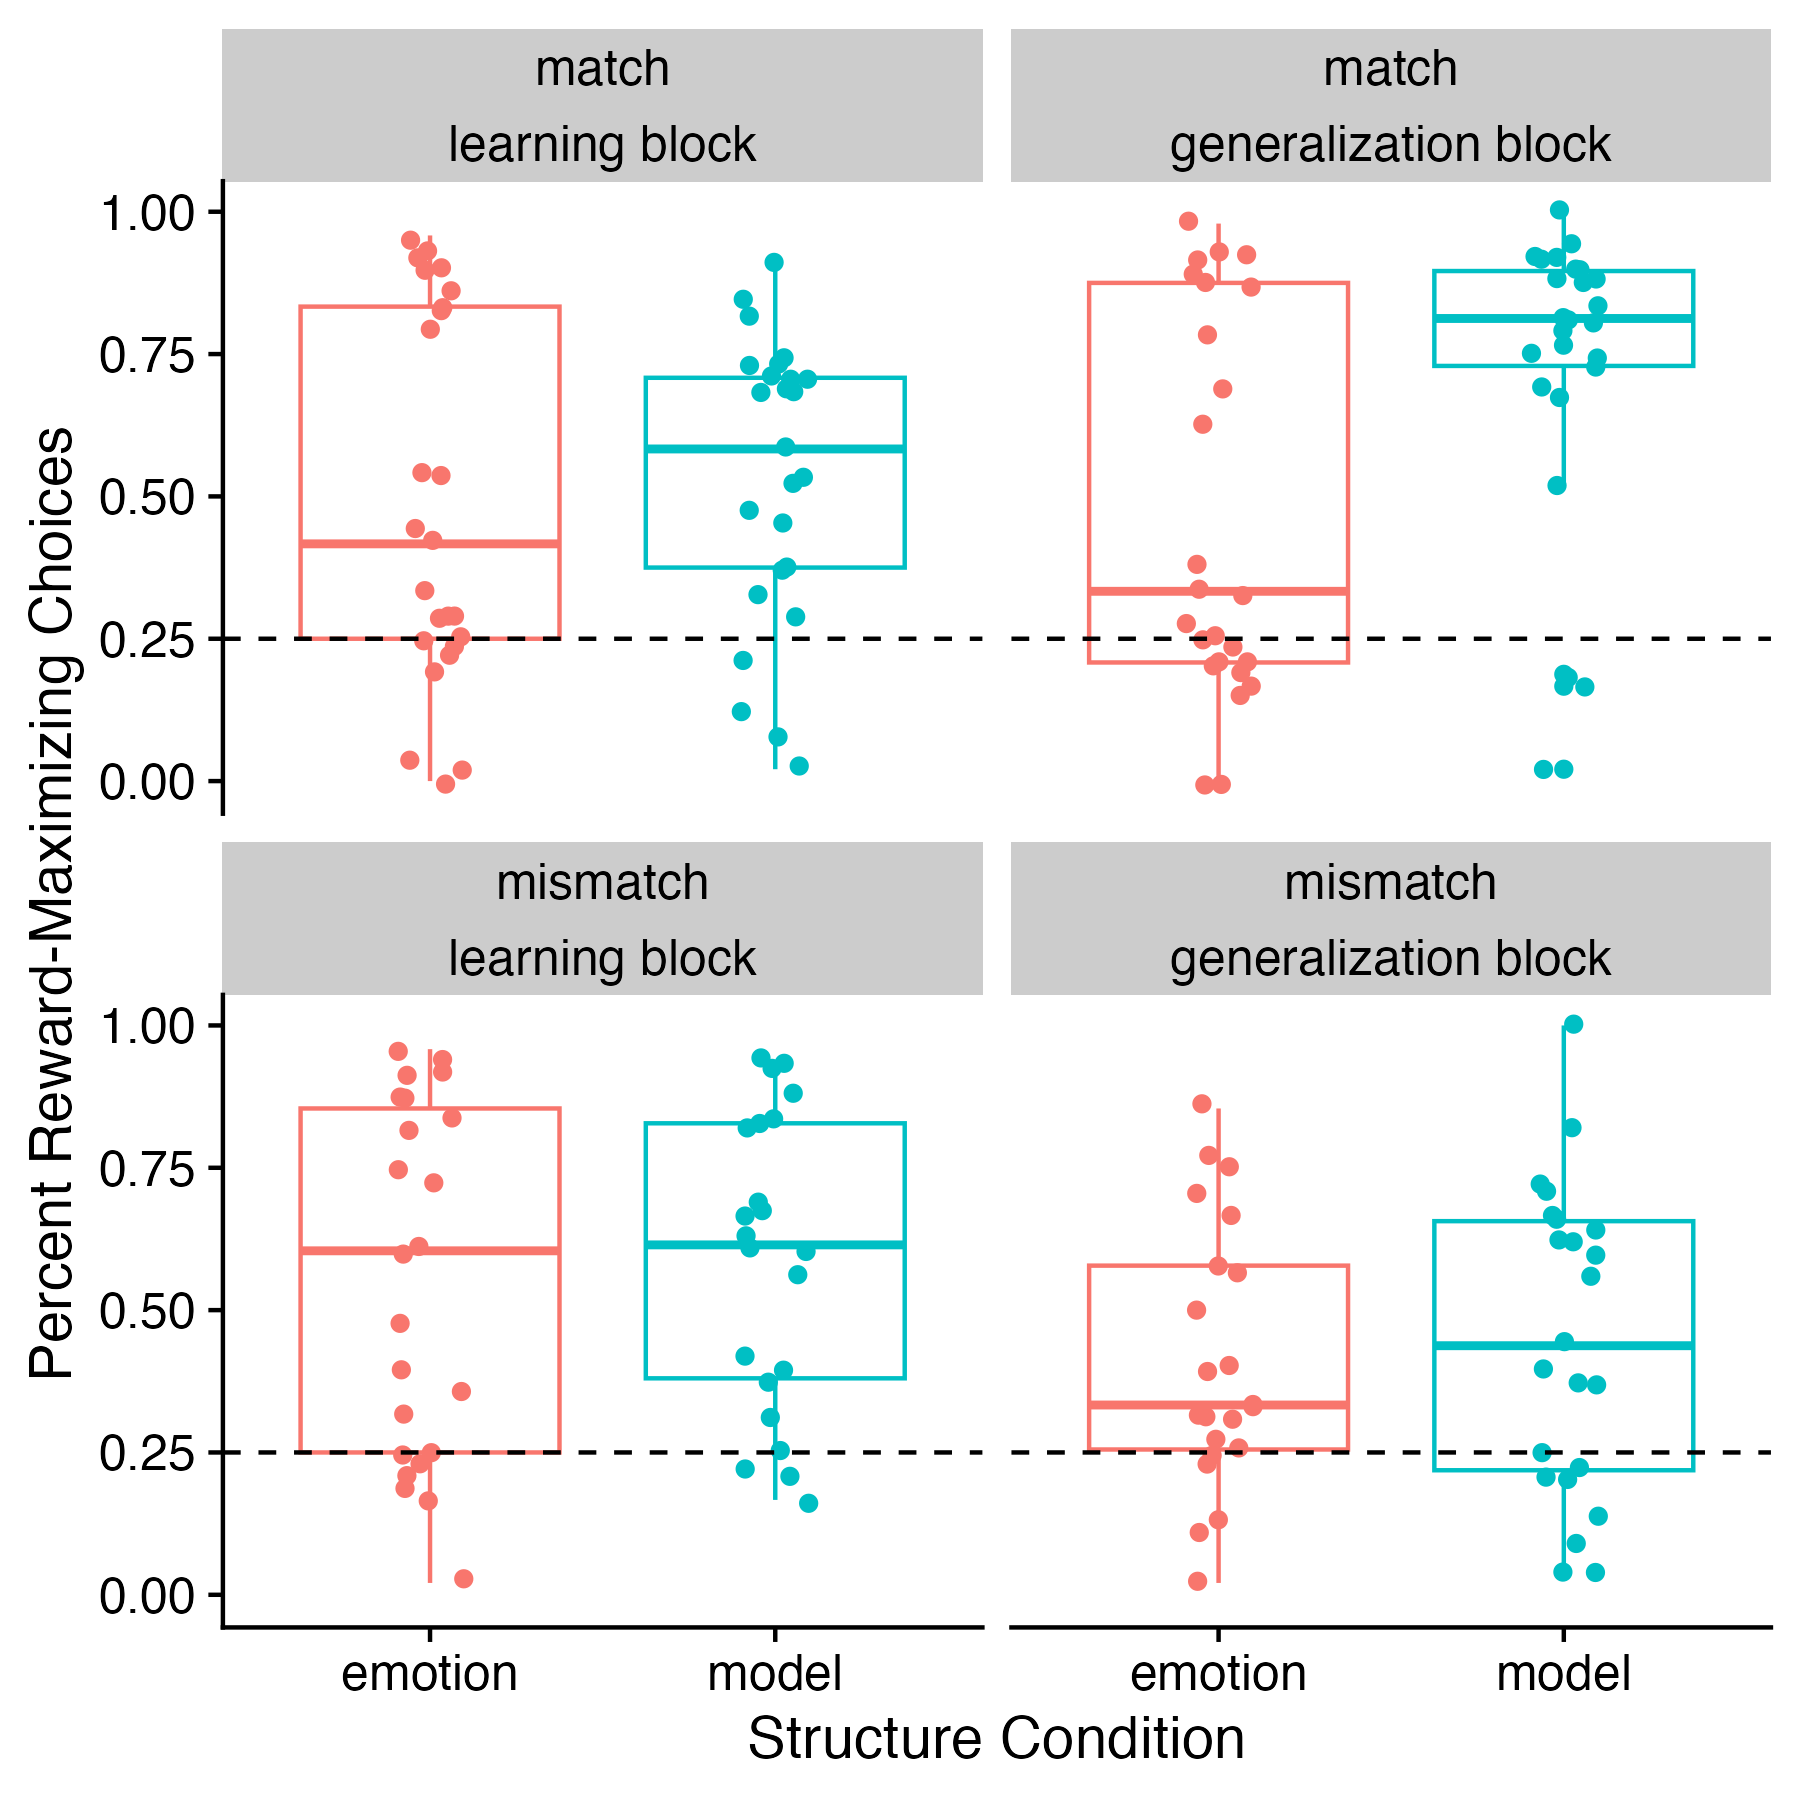 match
learning block
match
generalization block
1.00
0.75
0.50
0.25
0.00
mismatch
learning block
mismatch
generalization block
1.00
0.75
0.50
0.25
0.00
emotion
model
emotion
model
Structure Condition
Percent Reward-Maximizing Choices